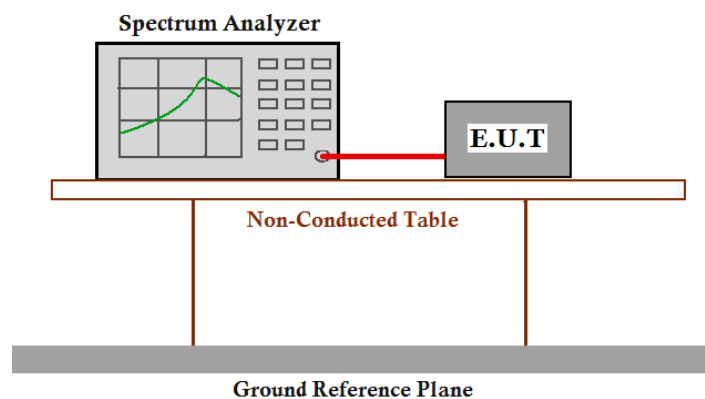 Spectrum Analyzer
E.U.T
Non-Conducted Table
Ground Reference Plane